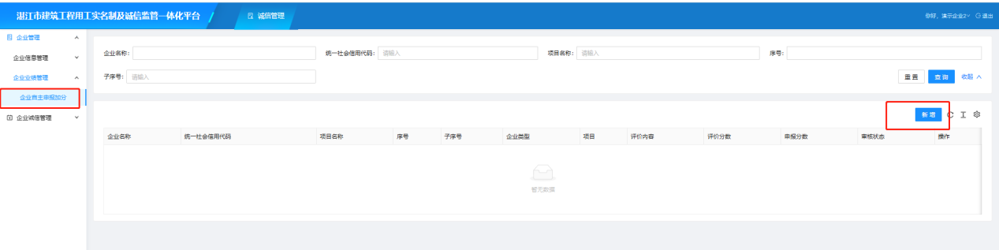 湛江市建筑工程用工实名制及诚信监管一体化平台 诚信管理 你好，演示企业2 退出
企业管理
企业信息管理
企业业绩管理
企业自主申报加分
企业诚信管理
企业名称: 统一社会信用代码: 请输入 项目名称: 请输入 序号:
子序号: 请输入 重置 查询 收起
新增
企业名称 统一社会信用代码 项目名称 序号 子序号 企业类型 项目 评价内容 评价分数 申报分数 审核状态 操作
暂无数据